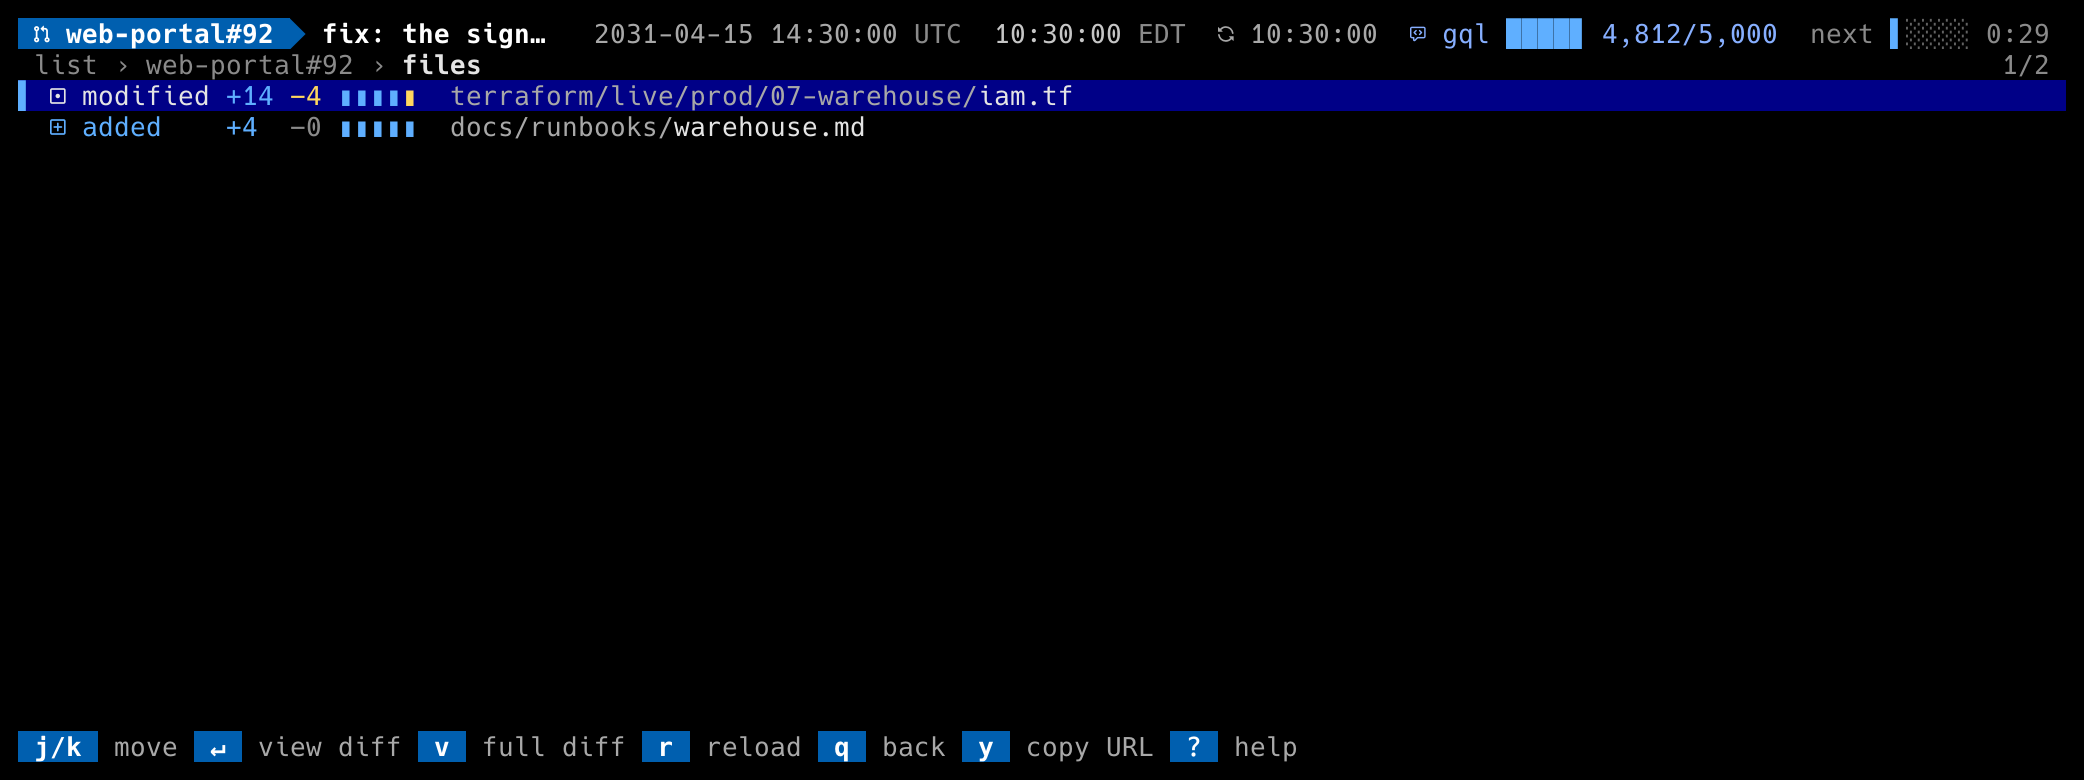 web-portal#92 fix: the sign… 2031-04-15 14:30:00 UTC 10:30:00 EDT 10:30:00 gql 4,812/5,000 next 0:29
list › web-portal#92 › files 1/2
modified +14 −4 terraform/live/prod/07-warehouse/iam.tf
added +4 −0 docs/runbooks/warehouse.md
j/k move ↵ view diff v full diff r reload q back y copy URL ? help